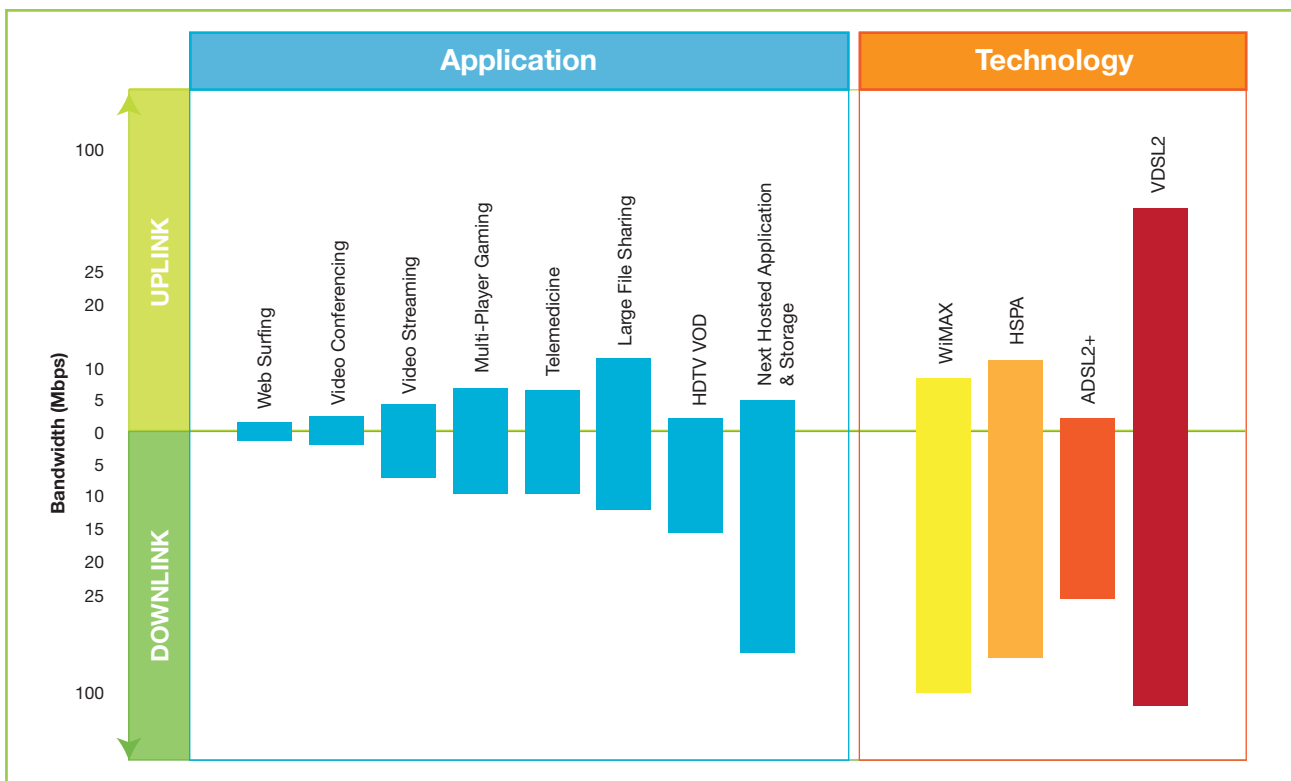 Application
Technology
UPLINK
DOWNLINK
Bandwidth (Mbps)
100
25
20
10
5
0
5
10
15
20
25
100
Web Surfing
Video Conferencing
Video Streaming
Multi-Player Gaming
Telemedicine
Large File Sharing
HDTV VOD
Next Hosted Application
& Storage
WiMAX
HSPA
ADSL2+
VDSL2